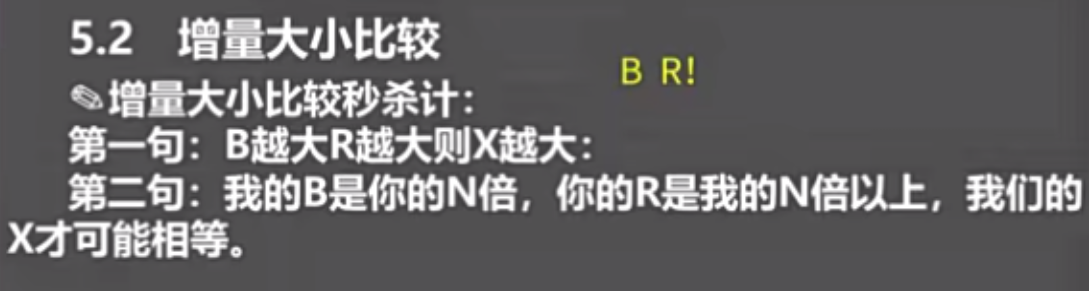 5.2 增量大小比较
B R!
✎增量大小比较秒杀计：
第一句：B越大R越大则X越大：
第二句：我的B是你的N倍，你的R是我的N倍以上，我们的
X才可能相等。